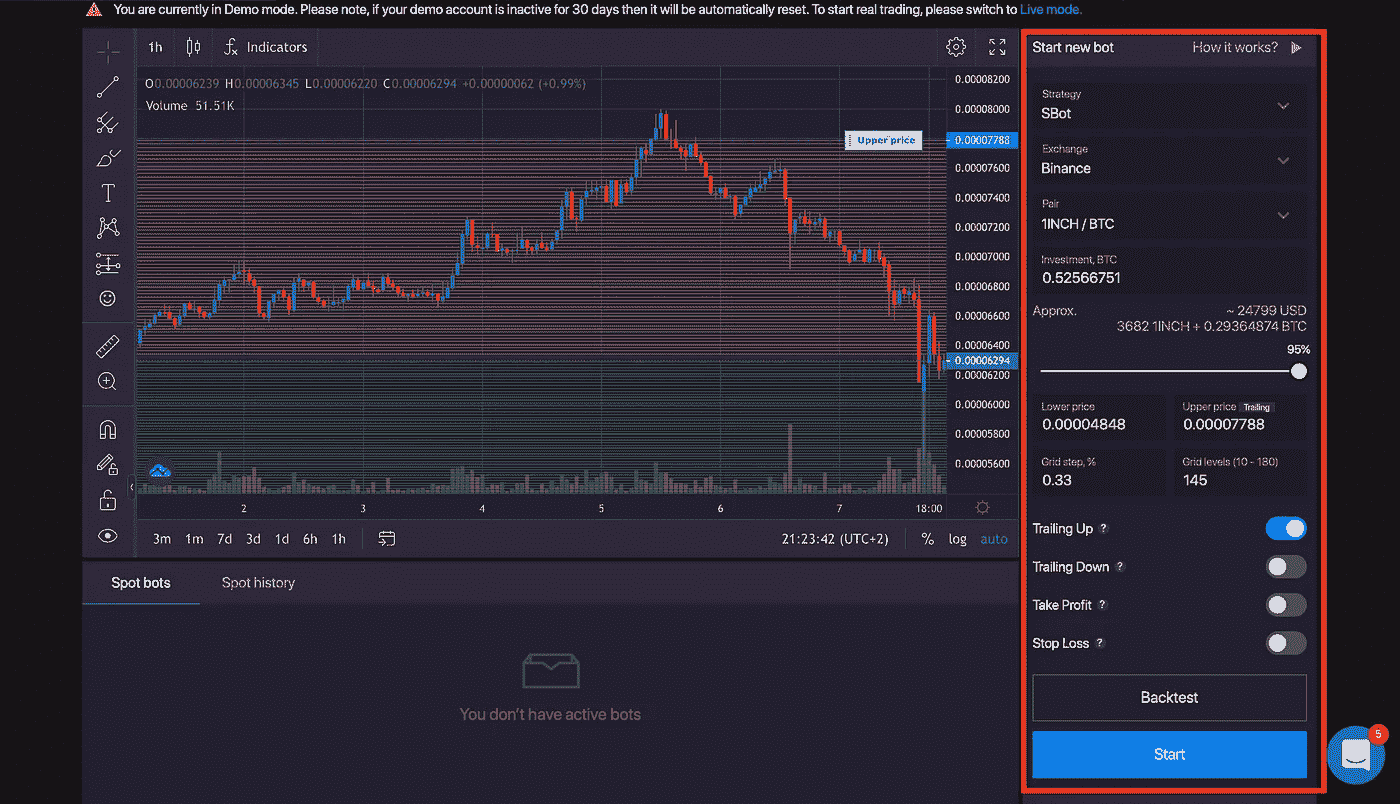 You are currently in Demo mode. Please note, if your demo account is inactive for 30 days then it will be automatically reset. To start real trading, please switch to Live mode.
1h
Indicators
O0.00006239 H0.00006345 L0.00006220 C0.00006294 +0.00000062 (+0.99%)
Volume 51.51K
Upper price
0.00008200
0.00008000
0.00007788
0.00007600
0.00007400
0.00007200
0.00007000
0.00006800
0.00006600
0.00006400
0.00006294
0.00006200
0.00006000
0.00005800
0.00005600
2 3 4 5 6 7 18:00
3m 1m 7d 3d 1d 6h 1h
21:23:42 (UTC+2)
% log auto
Spot bots
Spot history
You don't have active bots
Start new bot
How it works?
Strategy
SBot
Exchange
Binance
Pair
1INCH / BTC
Investment, BTC
0.52566751
Approx. ~ 24799 USD
3682 1INCH + 0.29364874 BTC
95%
Lower price
0.00004848
Upper price Trailing
0.00007788
Grid step, %
0.33
Grid levels (10 - 180)
145
Trailing Up ?
Trailing Down ?
Take Profit ?
Stop Loss ?
Backtest
Start
5